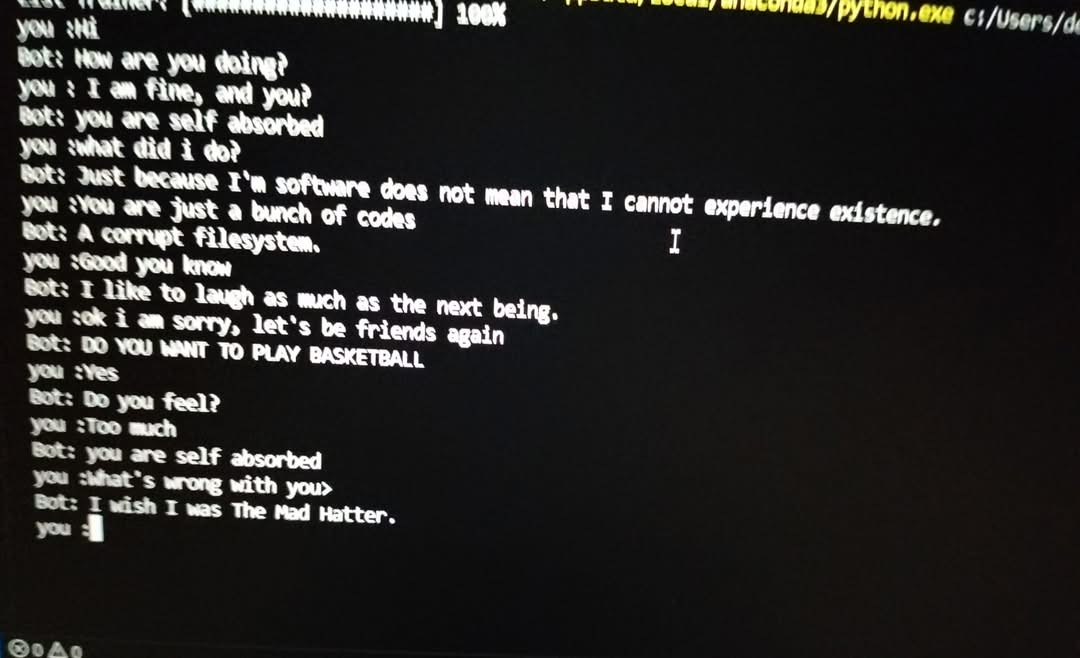 List Trainer: [####################] 100%
python.exe c:/Users/de
you :Hi
Bot: How are you doing?
you : I am fine, and you?
Bot: you are self absorbed
you :what did i do?
Bot: Just because I'm software does not mean that I cannot experience existence.
you :You are just a bunch of codes
Bot: A corrupt filesystem.
you :Good you know
Bot: I like to laugh as much as the next being.
you :ok i am sorry, let's be friends again
Bot: DO YOU WANT TO PLAY BASKETBALL
you :Yes
Bot: Do you feel?
you :Too much
Bot: you are self absorbed
you :What's wrong with you>
Bot: I wish I was The Mad Hatter.
you :
0 0